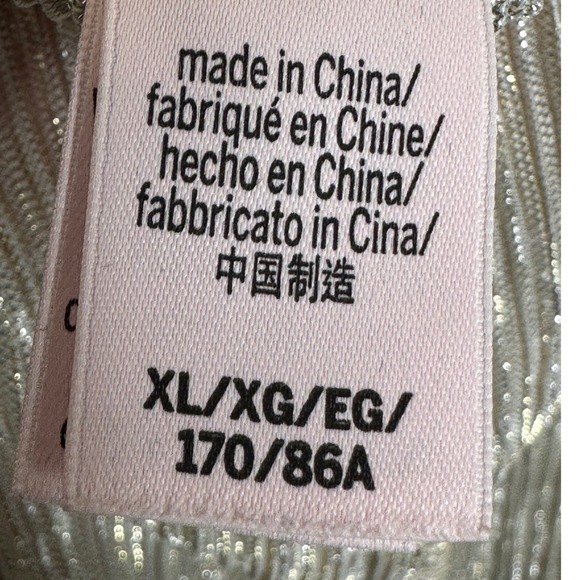 made in China/
fabriqué en Chine/
hecho en China/
fabbricato in Cina/
中国制造
XL/XG/EG/
170/86A